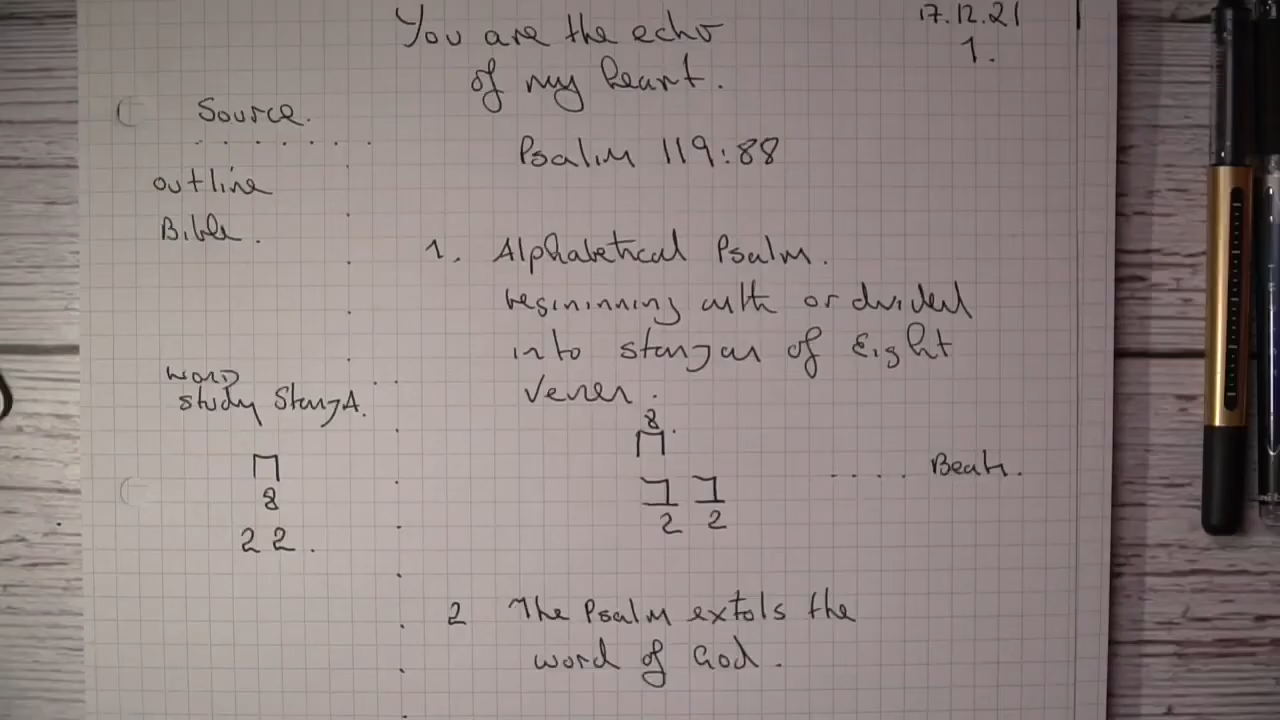 You are the echo
of my heart.
17.12.21
1.
Source.
Psalm 119:88
outline
Bible.
1. Alphabetical Psalm.
begininning with or divided
into stanzas of Eight
Verses.
word
study StanzA.
ח
8
22.
8.
ח
ב ב
2 2
.... Beth.
2 The Psalm extols the
word of God.